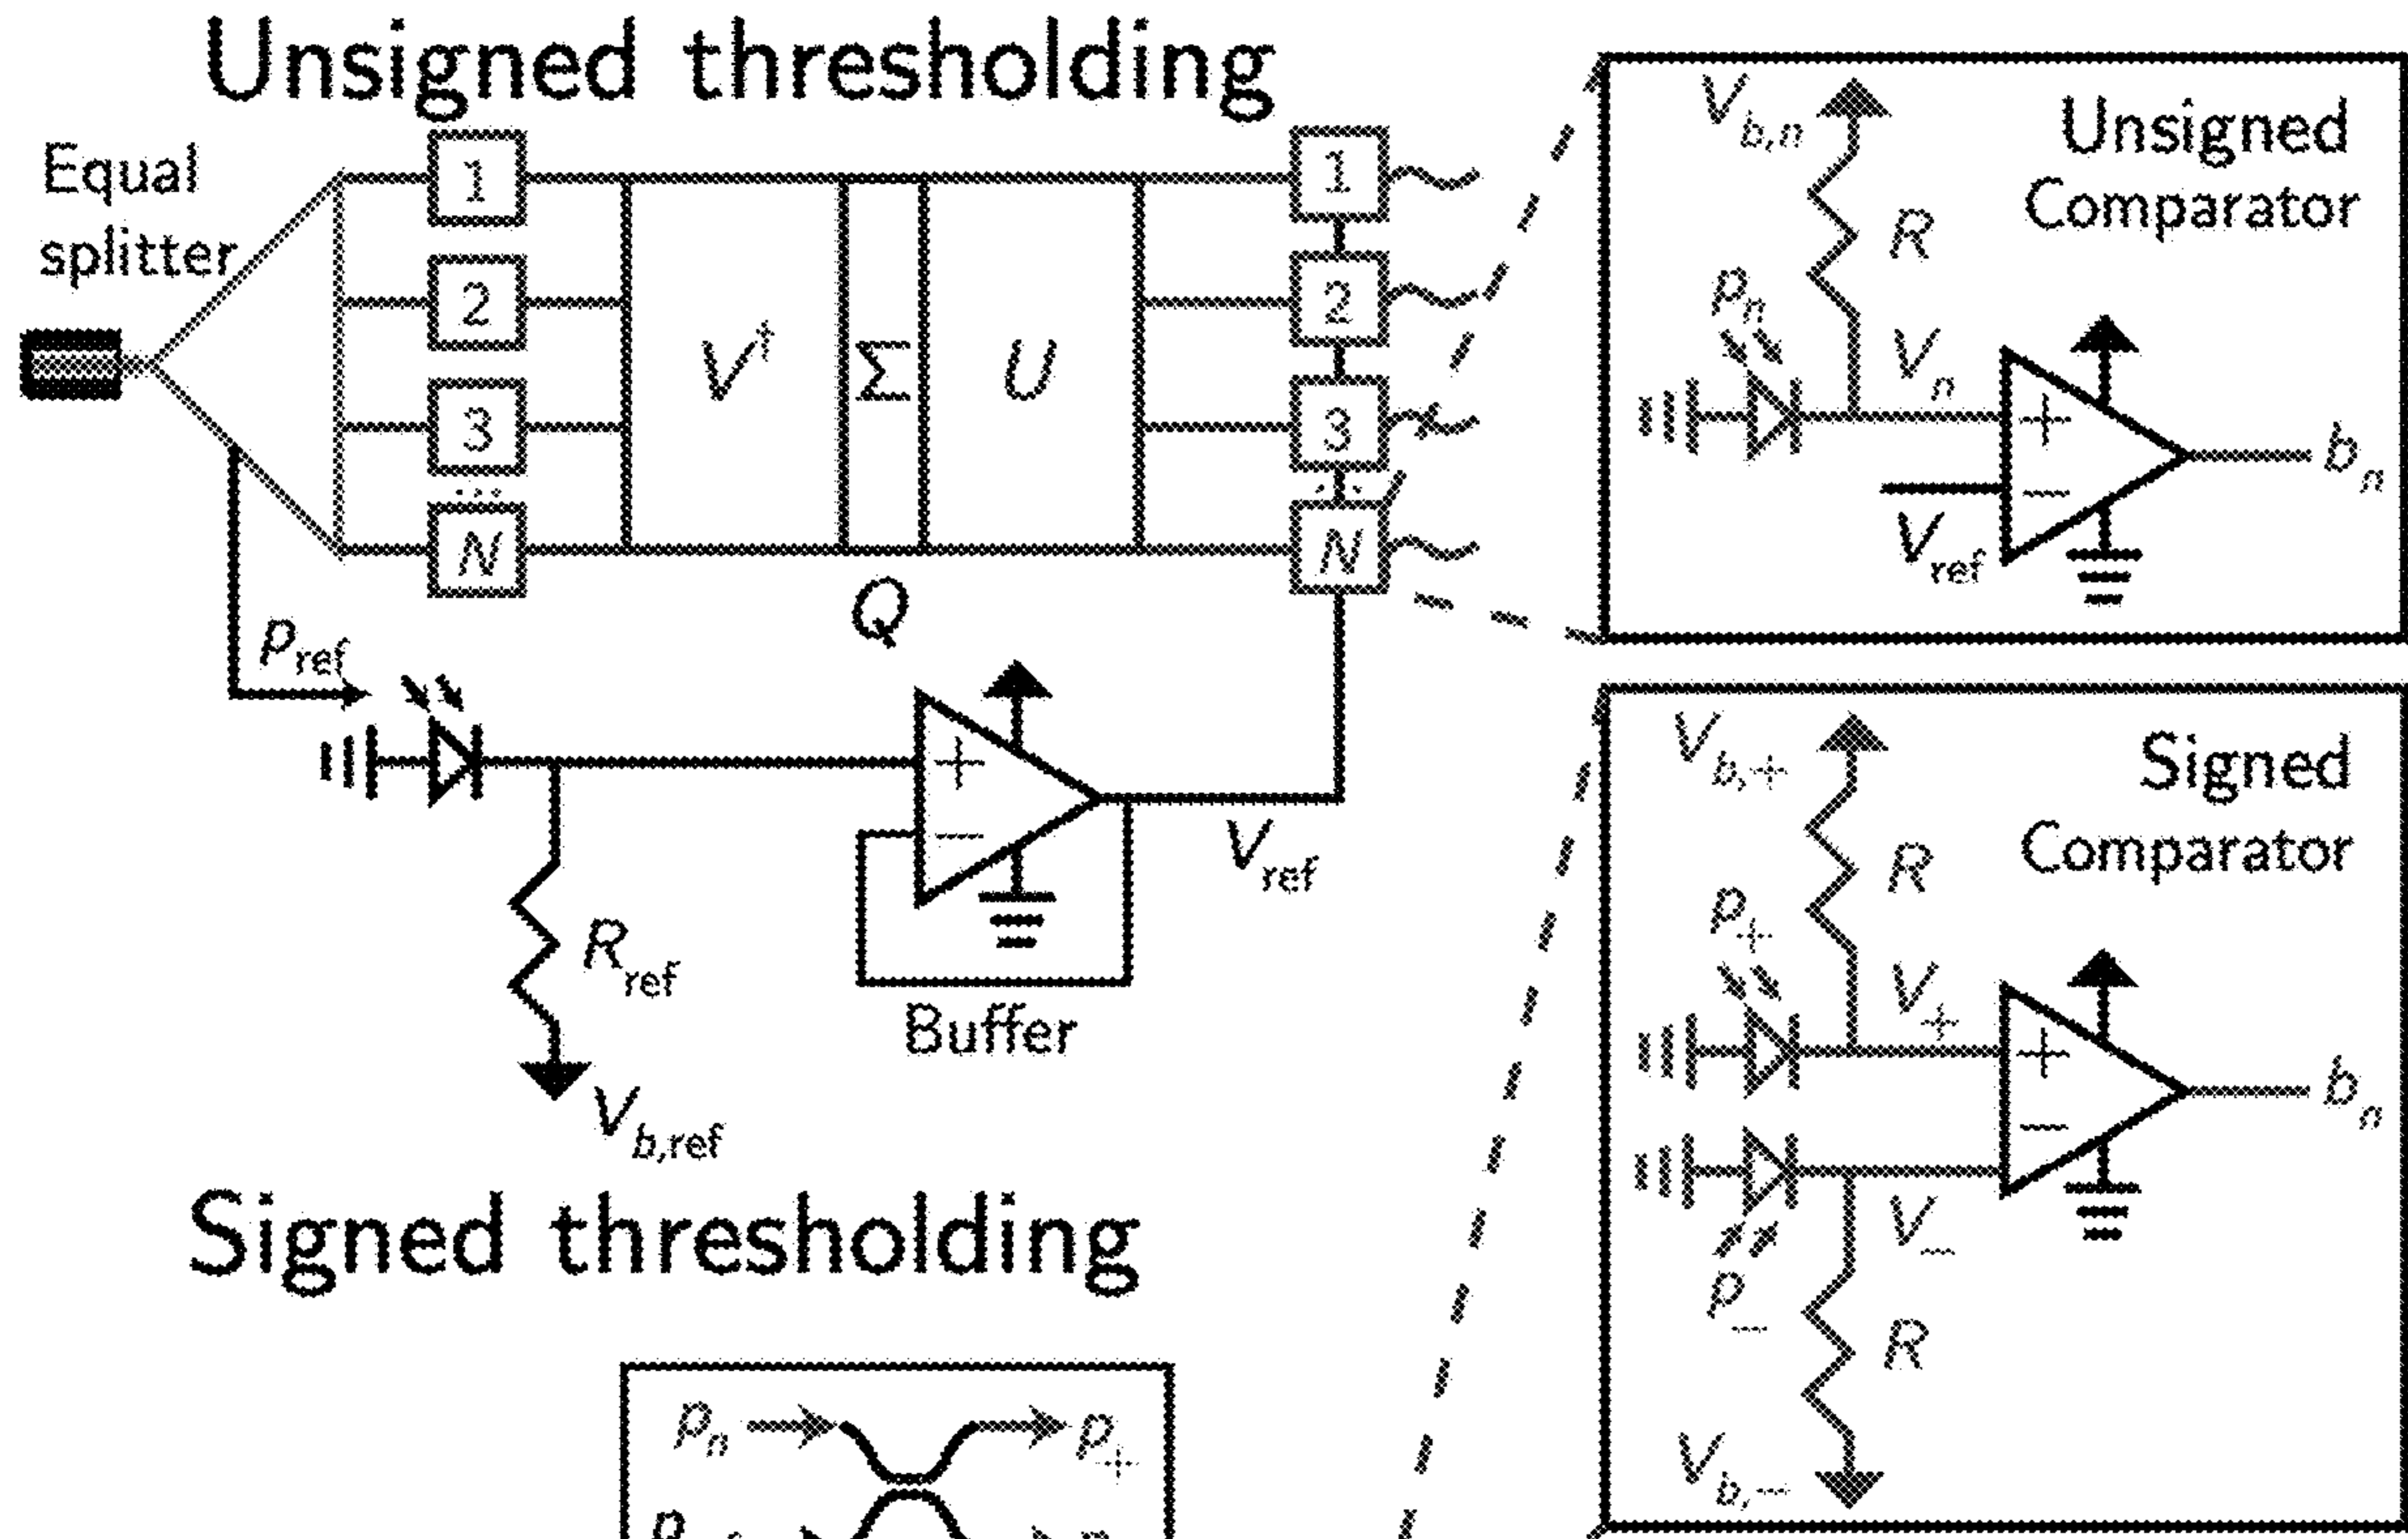 Unsigned thresholding
Equal
splitter
1
2
3
...
N
V†
Σ
U
1
2
3
...
N
Q
p_ref
+
−
V_ref
R_ref
Buffer
V_b,ref
V_b,n
Unsigned
Comparator
R
p_n
V_n
+
−
V_ref
b_n
V_b,+
Signed
Comparator
R
p_+
V_+
+
−
b_n
V_−
p_−
R
V_b,−
Signed thresholding
p_n
p_+